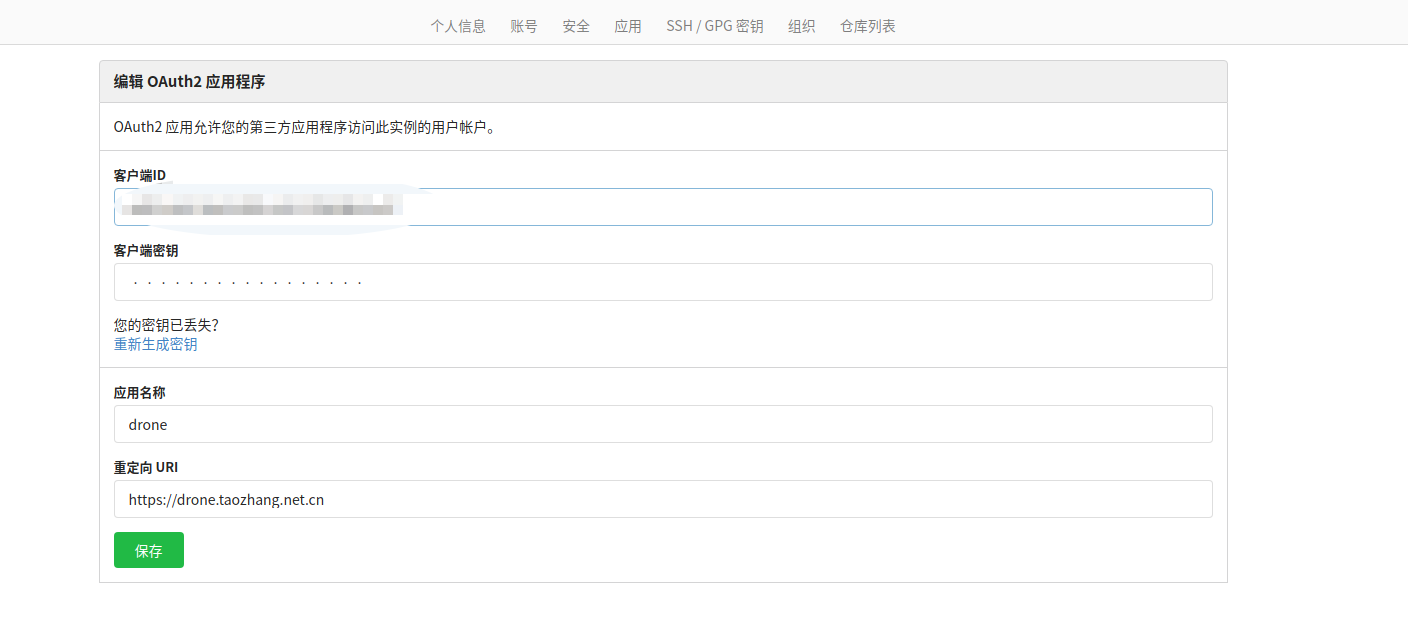 个人信息 账号 安全 应用 SSH / GPG 密钥 组织 仓库列表
编辑 OAuth2 应用程序
OAuth2 应用允许您的第三方应用程序访问此实例的用户帐户。
客户端ID
客户端密钥
· · · · · · · · · · · · · · · · ·
您的密钥已丢失?
重新生成密钥
应用名称
drone
重定向 URI
https://drone.taozhang.net.cn
保存